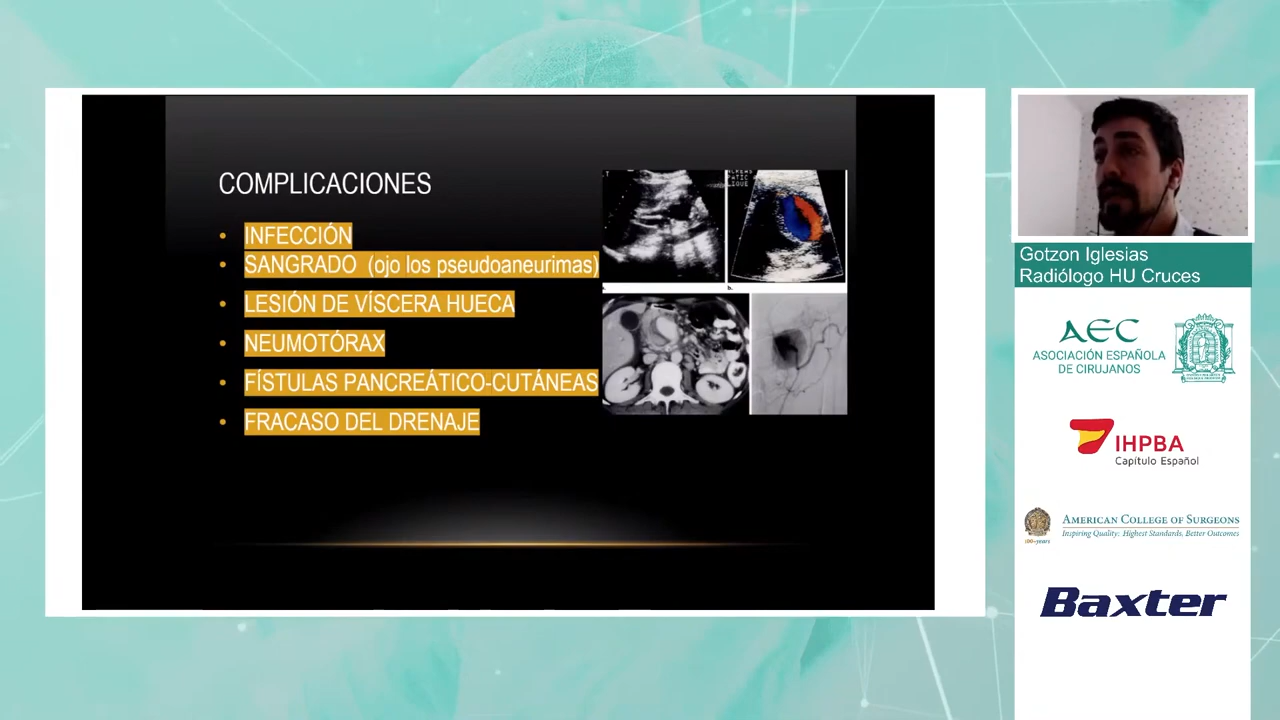 COMPLICACIONES
• INFECCIÓN
• SANGRADO (ojo los pseudoaneurimas)
• LESIÓN DE VÍSCERA HUECA
• NEUMOTÓRAX
• FÍSTULAS PANCREÁTICO-CUTÁNEAS
• FRACASO DEL DRENAJE
a.
b.
Gotzon Iglesias
Radiólogo HU Cruces
AEC
ASOCIACIÓN ESPAÑOLA
DE CIRUJANOS
IHPBA
Capítulo Español
100+years
AMERICAN COLLEGE OF SURGEONS
Inspiring Quality: Highest Standards, Better Outcomes
Baxter